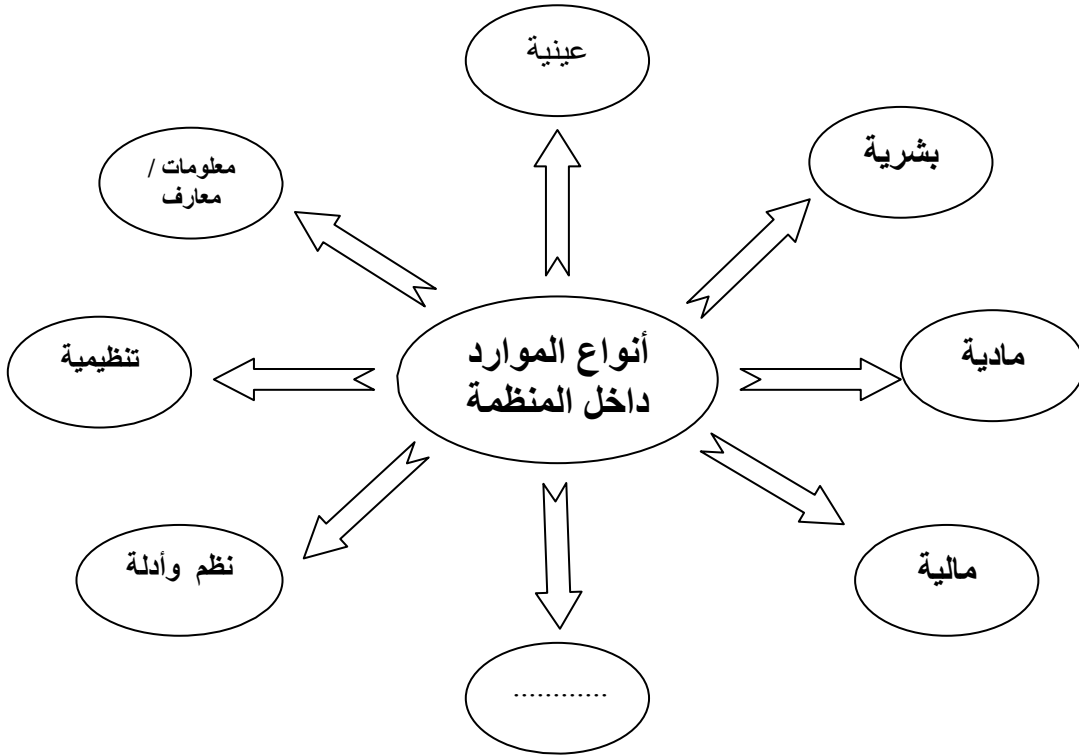 عينية
بشرية
معلومات /
معارف
أنواع الموارد
داخل المنظمة
مادية
تنظيمية
مالية
نظم وأدلة
............